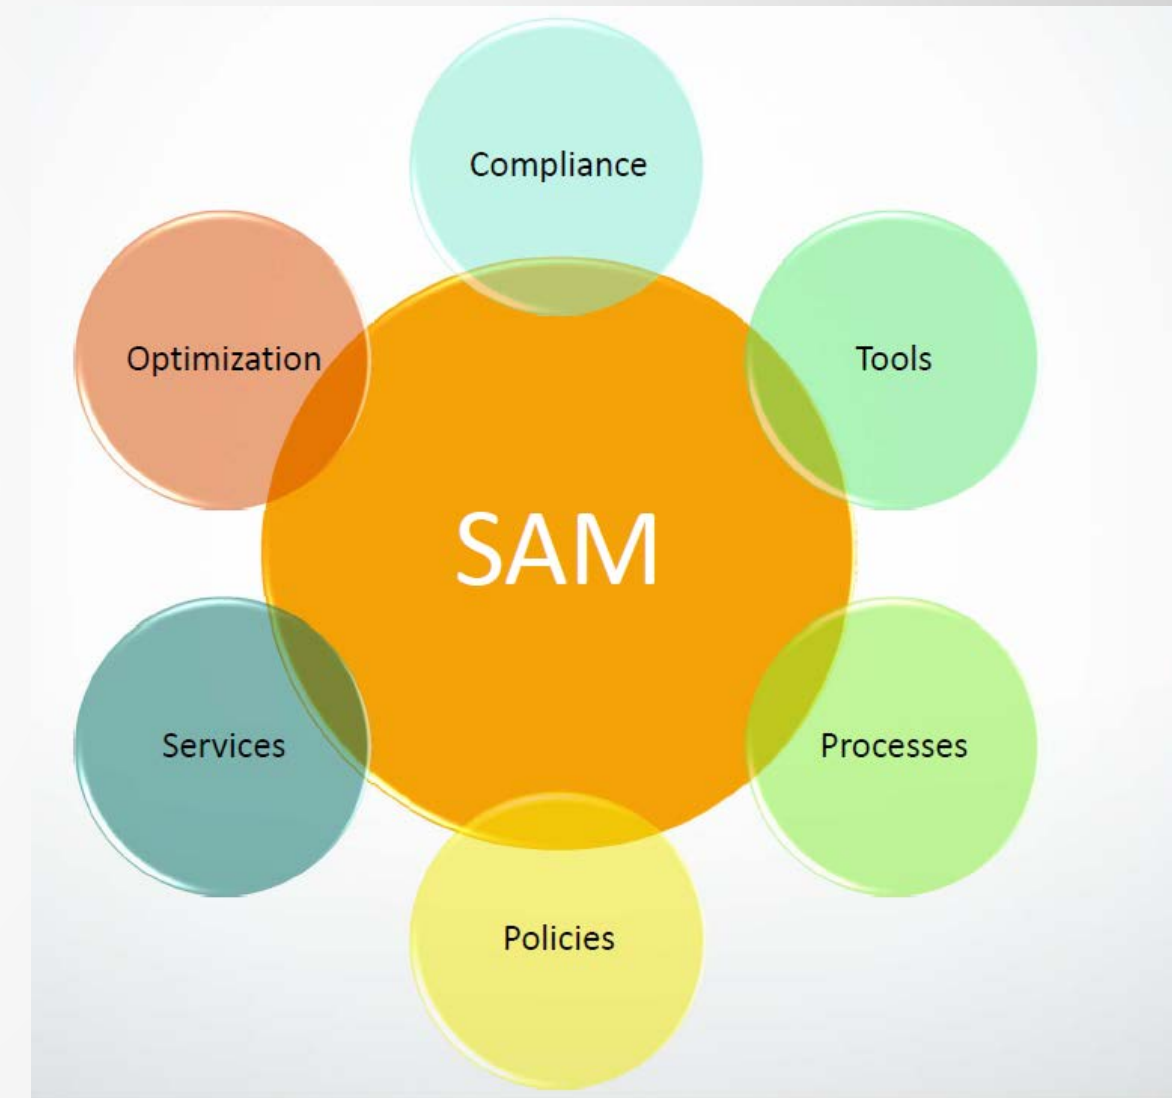 Compliance
Optimization
Tools
SAM
Services
Processes
Policies